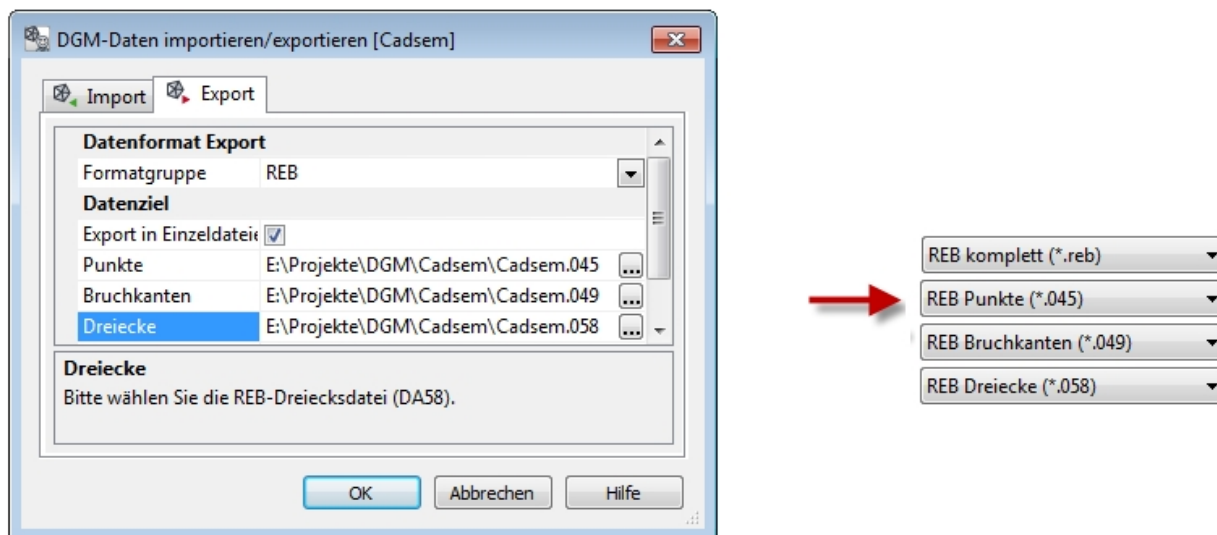 DGM-Daten importieren/exportieren [Cadsem]
Import Export
Datenformat Export
Formatgruppe REB
Datenziel
Export in Einzeldateie
Punkte E:\Projekte\DGM\Cadsem\Cadsem.045 ...
Bruchkanten E:\Projekte\DGM\Cadsem\Cadsem.049 ...
Dreiecke E:\Projekte\DGM\Cadsem\Cadsem.058 ...
Dreiecke
Bitte wählen Sie die REB-Dreiecksdatei (DA58).
OK Abbrechen Hilfe
REB komplett (*.reb)
REB Punkte (*.045)
REB Bruchkanten (*.049)
REB Dreiecke (*.058)